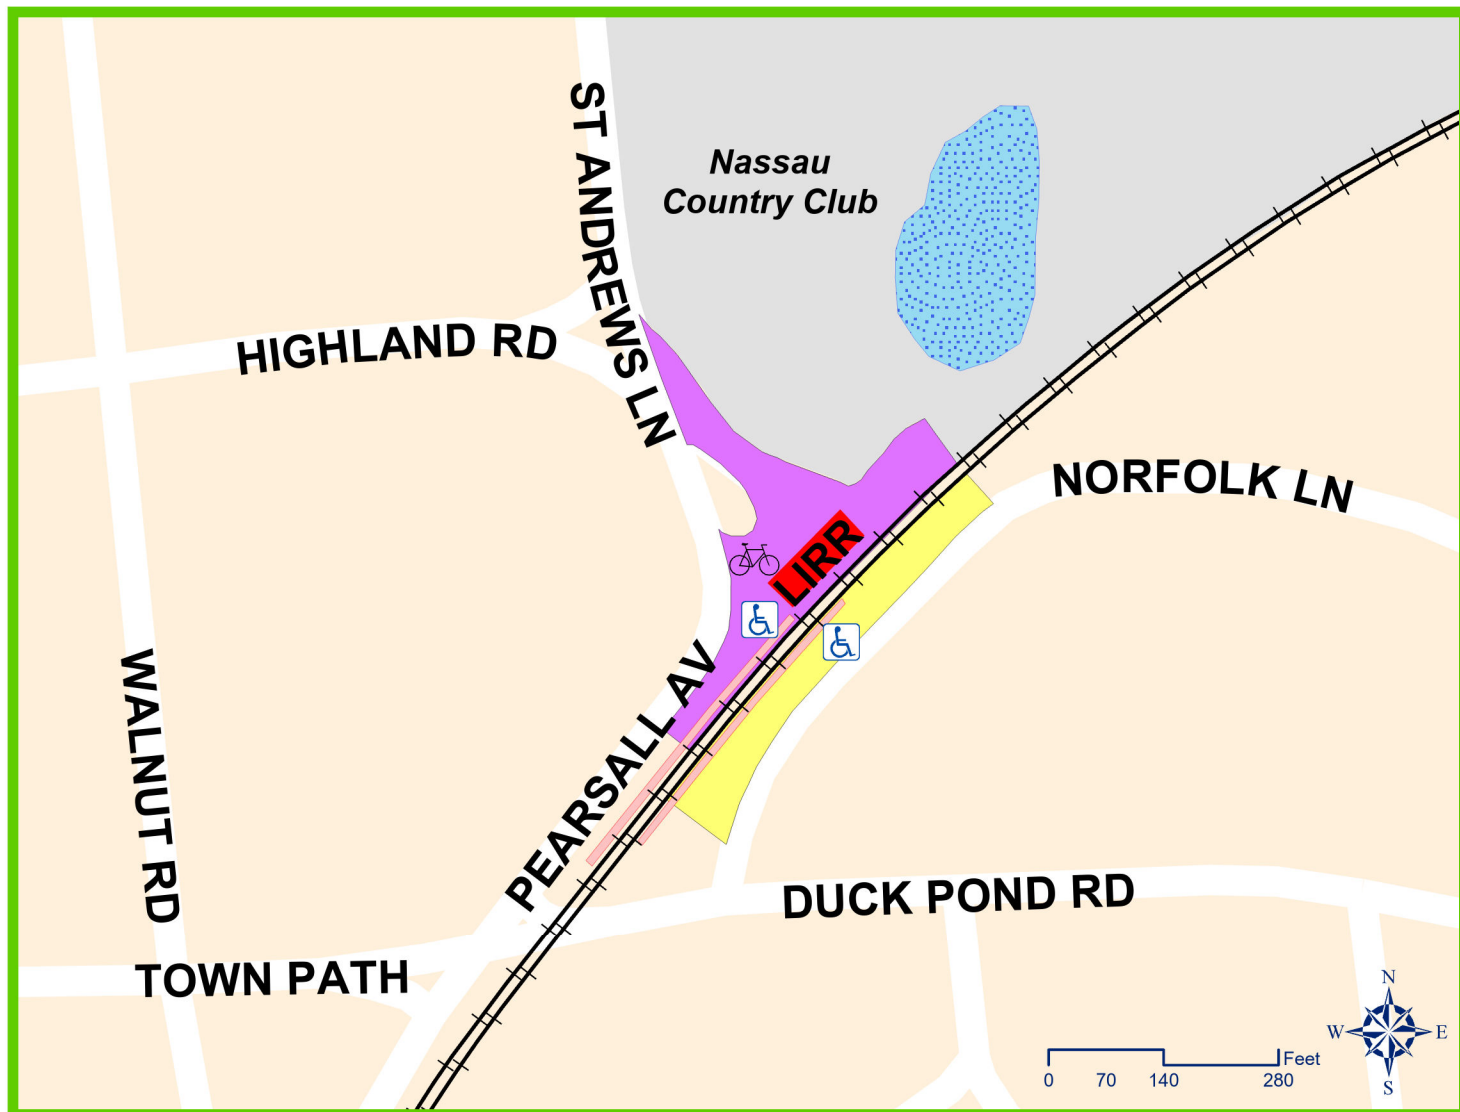 ST ANDREWS LN
Nassau
Country Club
HIGHLAND RD
NORFOLK LN
LIRR
WALNUT RD
PEARSALL AV
DUCK POND RD
TOWN PATH
N
W
E
S
Feet
0 70 140 280